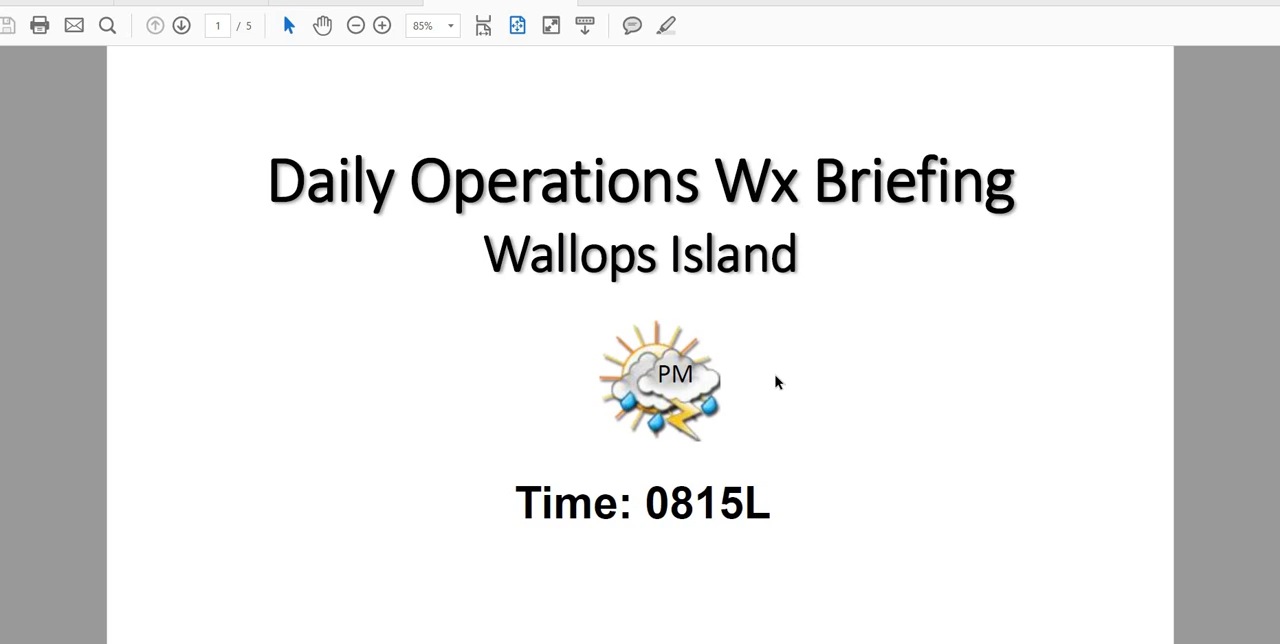 1 / 5
85%
Daily Operations Wx Briefing
Wallops Island
PM
Time: 0815L